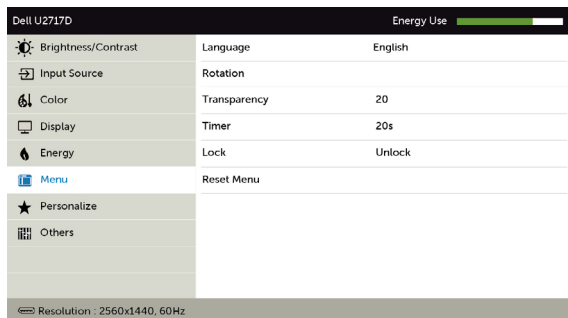 Dell U2717D Energy Use
Brightness/Contrast Language English
Input Source Rotation
Color Transparency 20
Display Timer 20s
Energy Lock Unlock
Menu Reset Menu
Personalize
Others
Resolution : 2560x1440, 60Hz